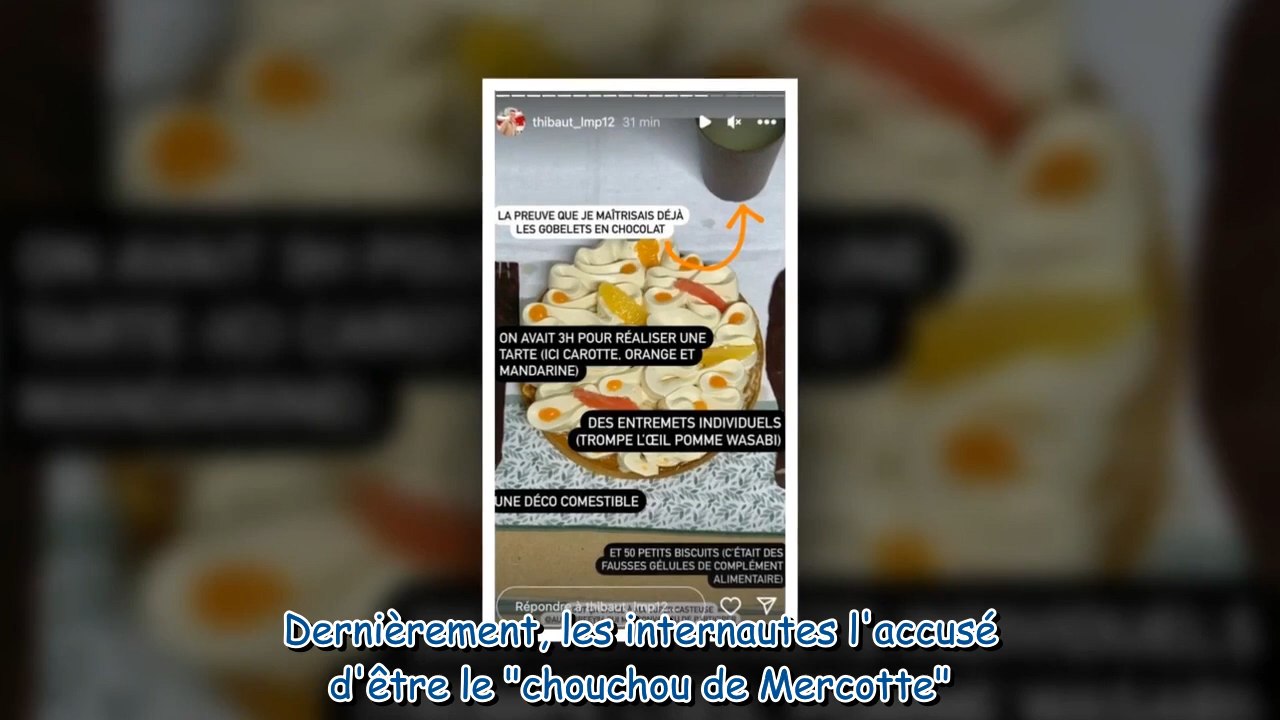 thibaut_lmp12 31 min
LA PREUVE QUE JE MAÎTRISAIS DÉJÀ
LES GOBELETS EN CHOCOLAT
ON AVAIT 3H POUR RÉALISER UNE
TARTE (ICI CAROTTE, ORANGE ET
MANDARINE)
DES ENTREMETS INDIVIDUELS
(TROMPE L'ŒIL POMME WASABI)
UNE DÉCO COMESTIBLE
ET 50 PETITS BISCUITS (C'ÉTAIT DES
FAUSSES GÉLULES DE COMPLÉMENT
ALIMENTAIRE)
Répondre à thibaut_lmp12...
Dernièrement, les internautes l'accusé
d'être le "chouchou de Mercotte"